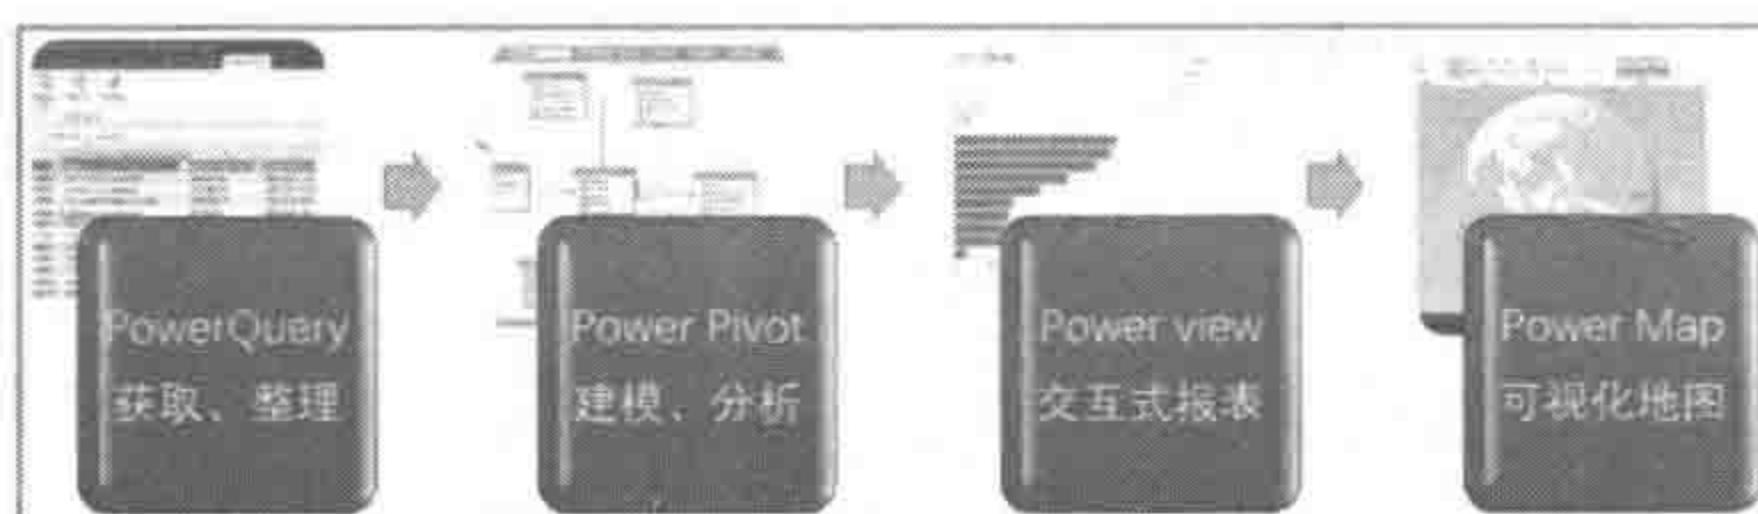 PowerQuery
获取、整理
Power Pivot
建模、分析
Power view
交互式报表
Power Map
可视化地图